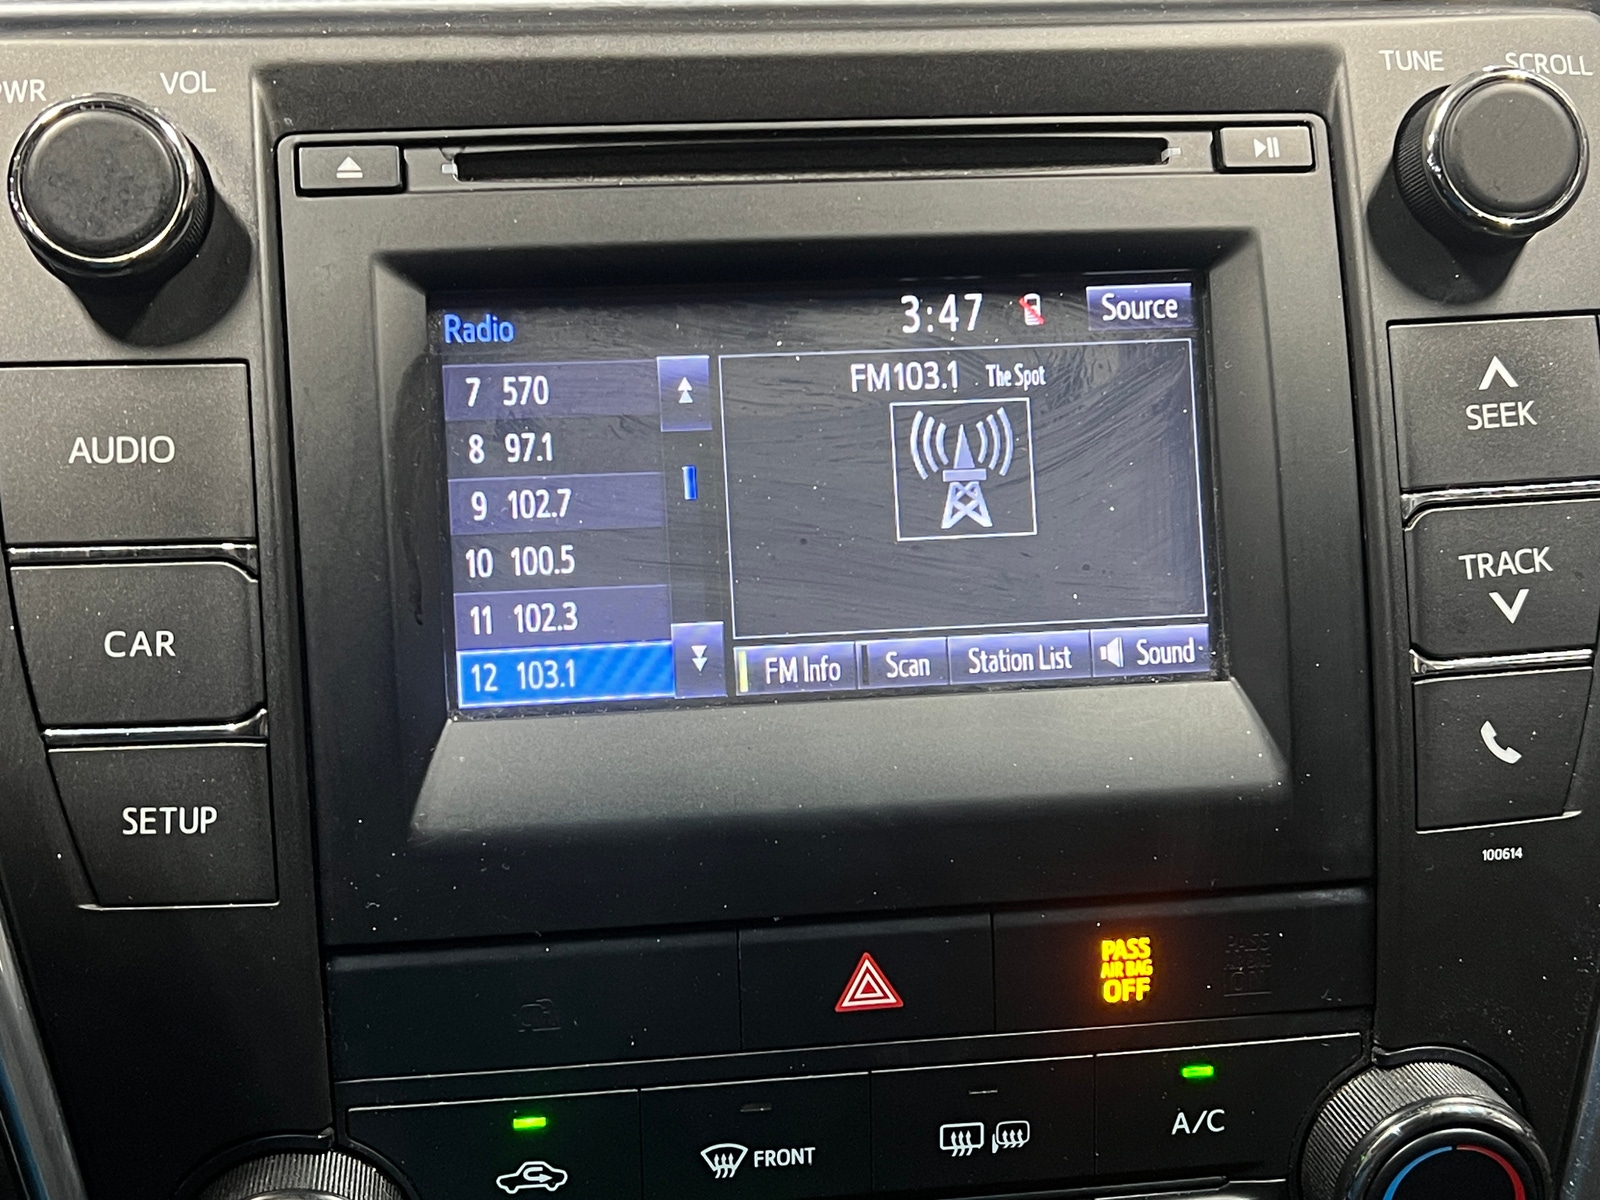 PWR
VOL
TUNE
SCROLL
Radio
3:47
Source
7 570
8 97.1
9 102.7
10 100.5
11 102.3
12 103.1
FM103.1 The Spot
FM Info
Scan
Station List
Sound
AUDIO
CAR
SETUP
SEEK
TRACK
100614
PASS
AIR BAG
OFF
PASS
FRONT
A/C